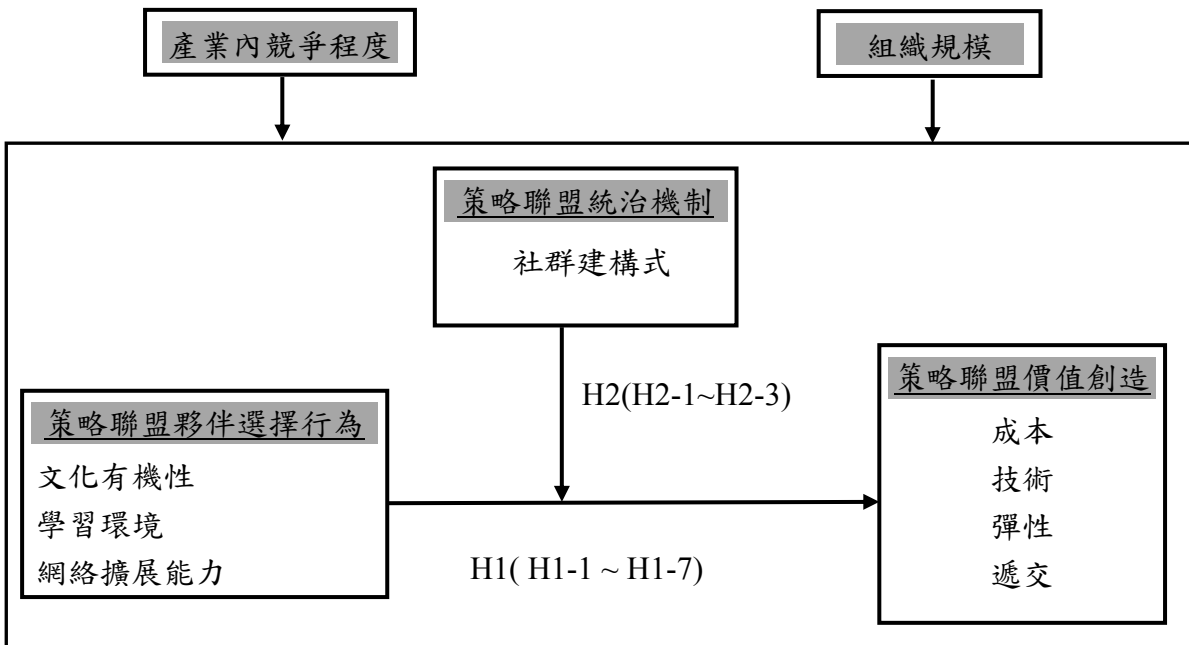 產業內競爭程度
組織規模
策略聯盟統治機制
社群建構式
H2(H2-1~H2-3)
策略聯盟價值創造
成本
技術
彈性
遞交
策略聯盟夥伴選擇行為
文化有機性
學習環境
網絡擴展能力
H1( H1-1 ~ H1-7)